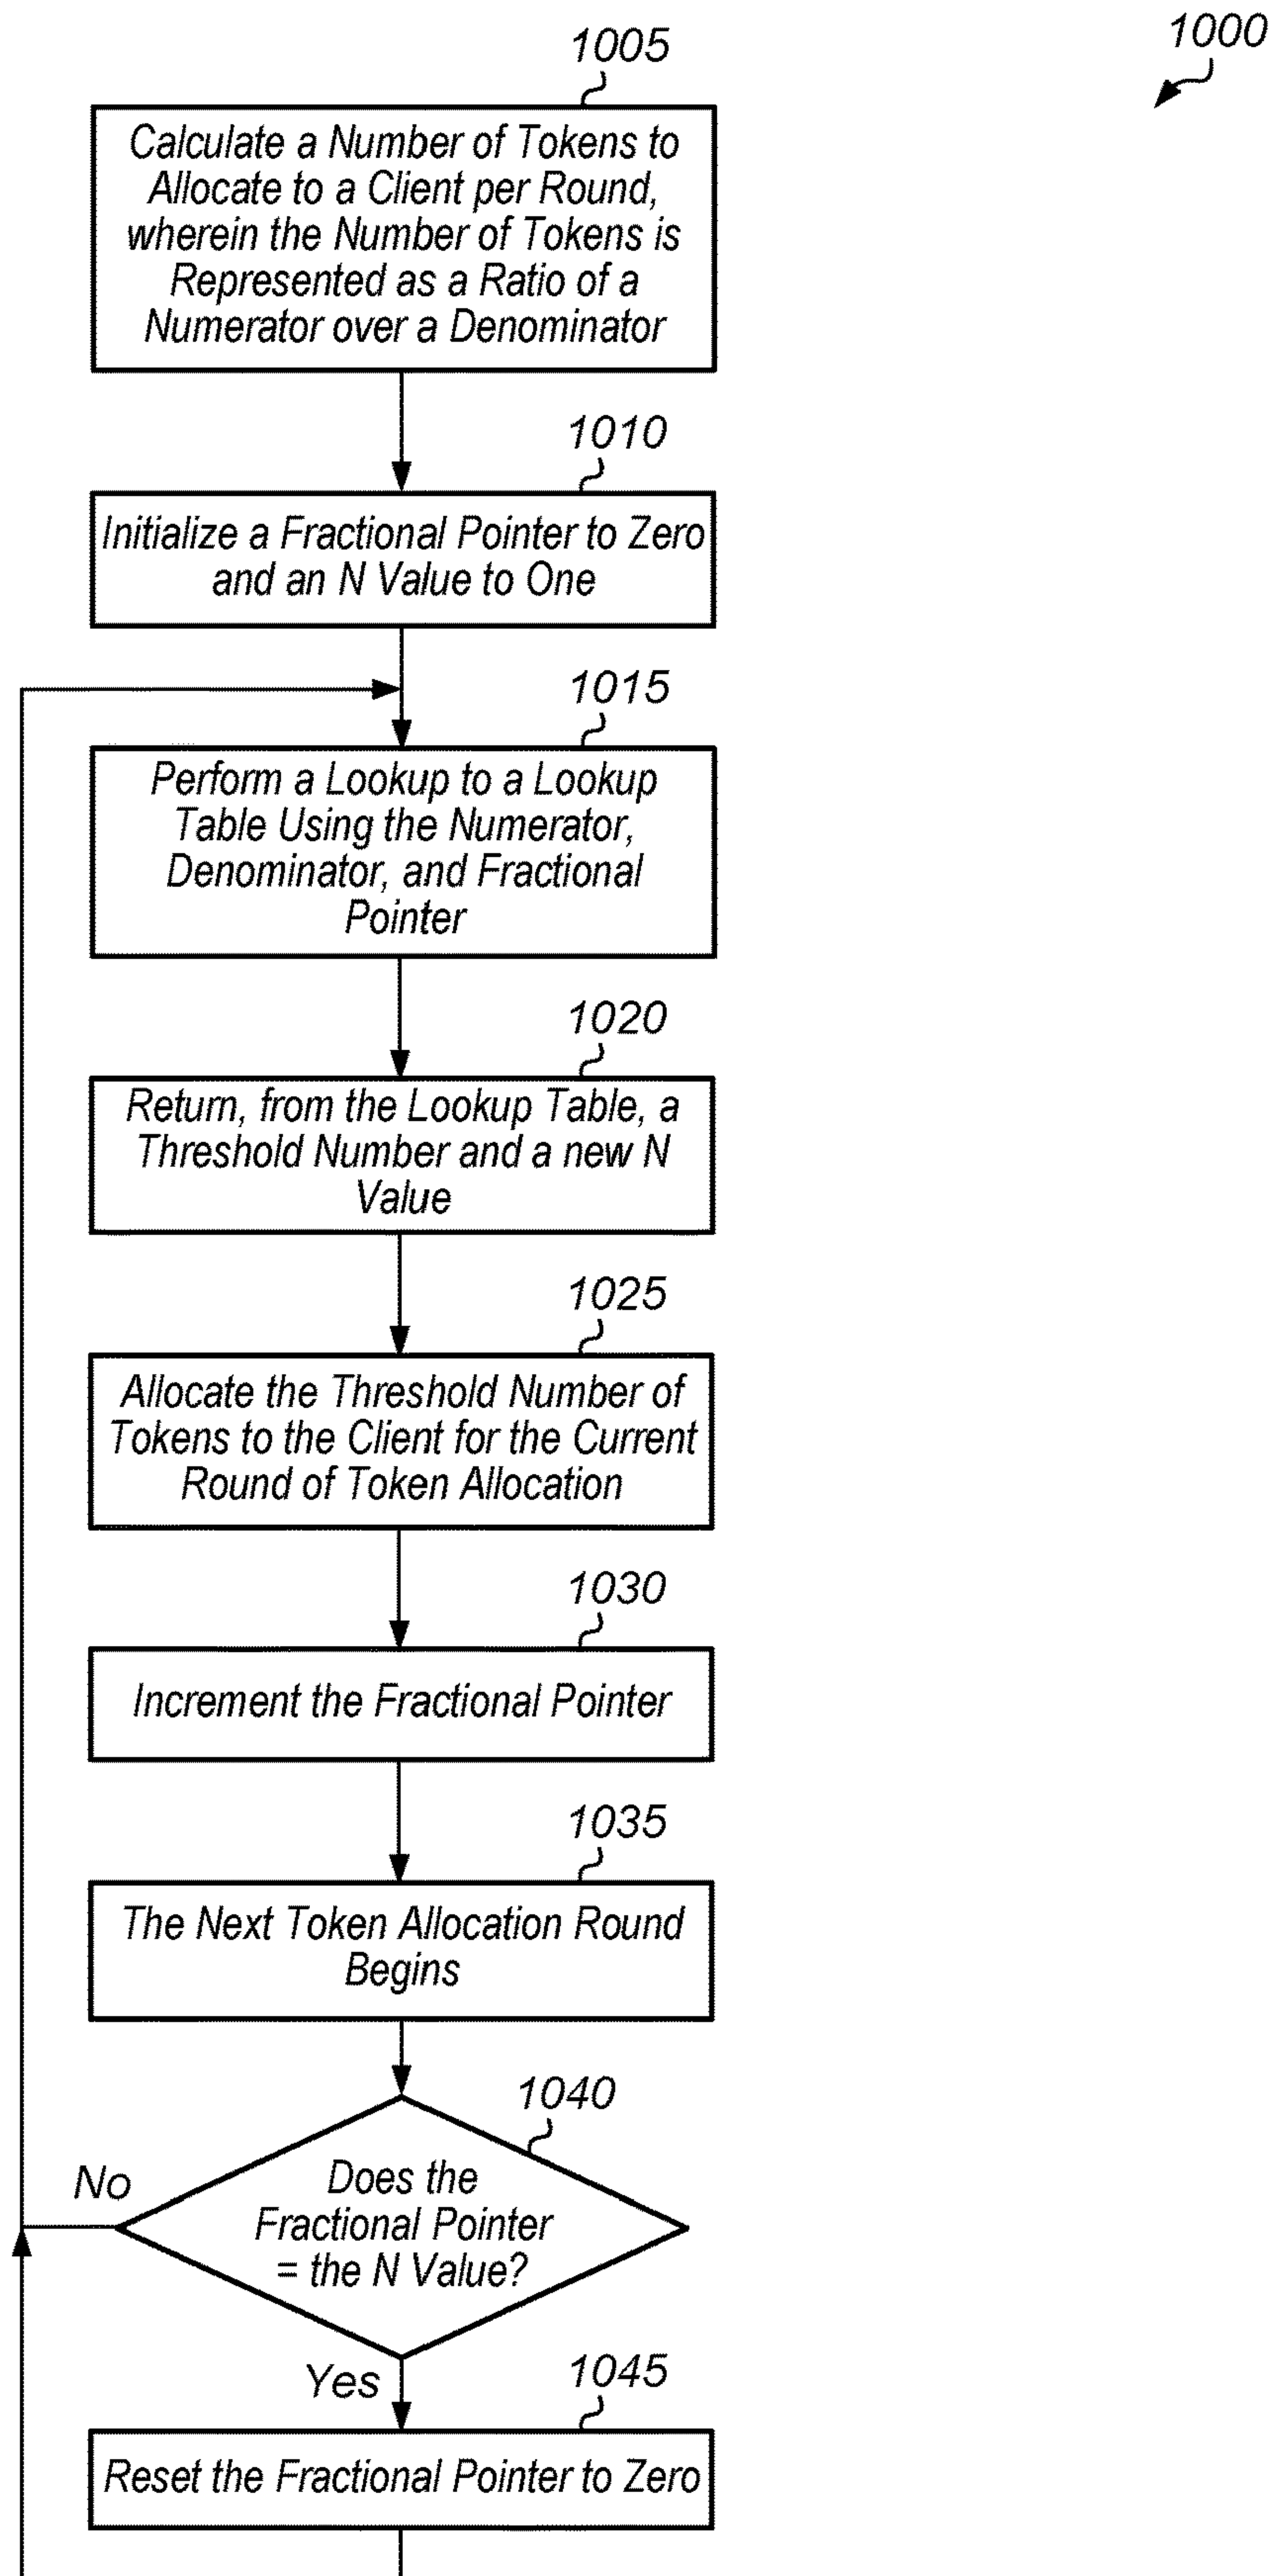 1000
1005
Calculate a Number of Tokens to
Allocate to a Client per Round,
wherein the Number of Tokens is
Represented as a Ratio of a
Numerator over a Denominator
1010
Initialize a Fractional Pointer to Zero
and an N Value to One
1015
Perform a Lookup to a Lookup
Table Using the Numerator,
Denominator, and Fractional
Pointer
1020
Return, from the Lookup Table, a
Threshold Number and a new N
Value
1025
Allocate the Threshold Number of
Tokens to the Client for the Current
Round of Token Allocation
1030
Increment the Fractional Pointer
1035
The Next Token Allocation Round
Begins
1040
Does the
Fractional Pointer
= the N Value?
No
Yes
1045
Reset the Fractional Pointer to Zero